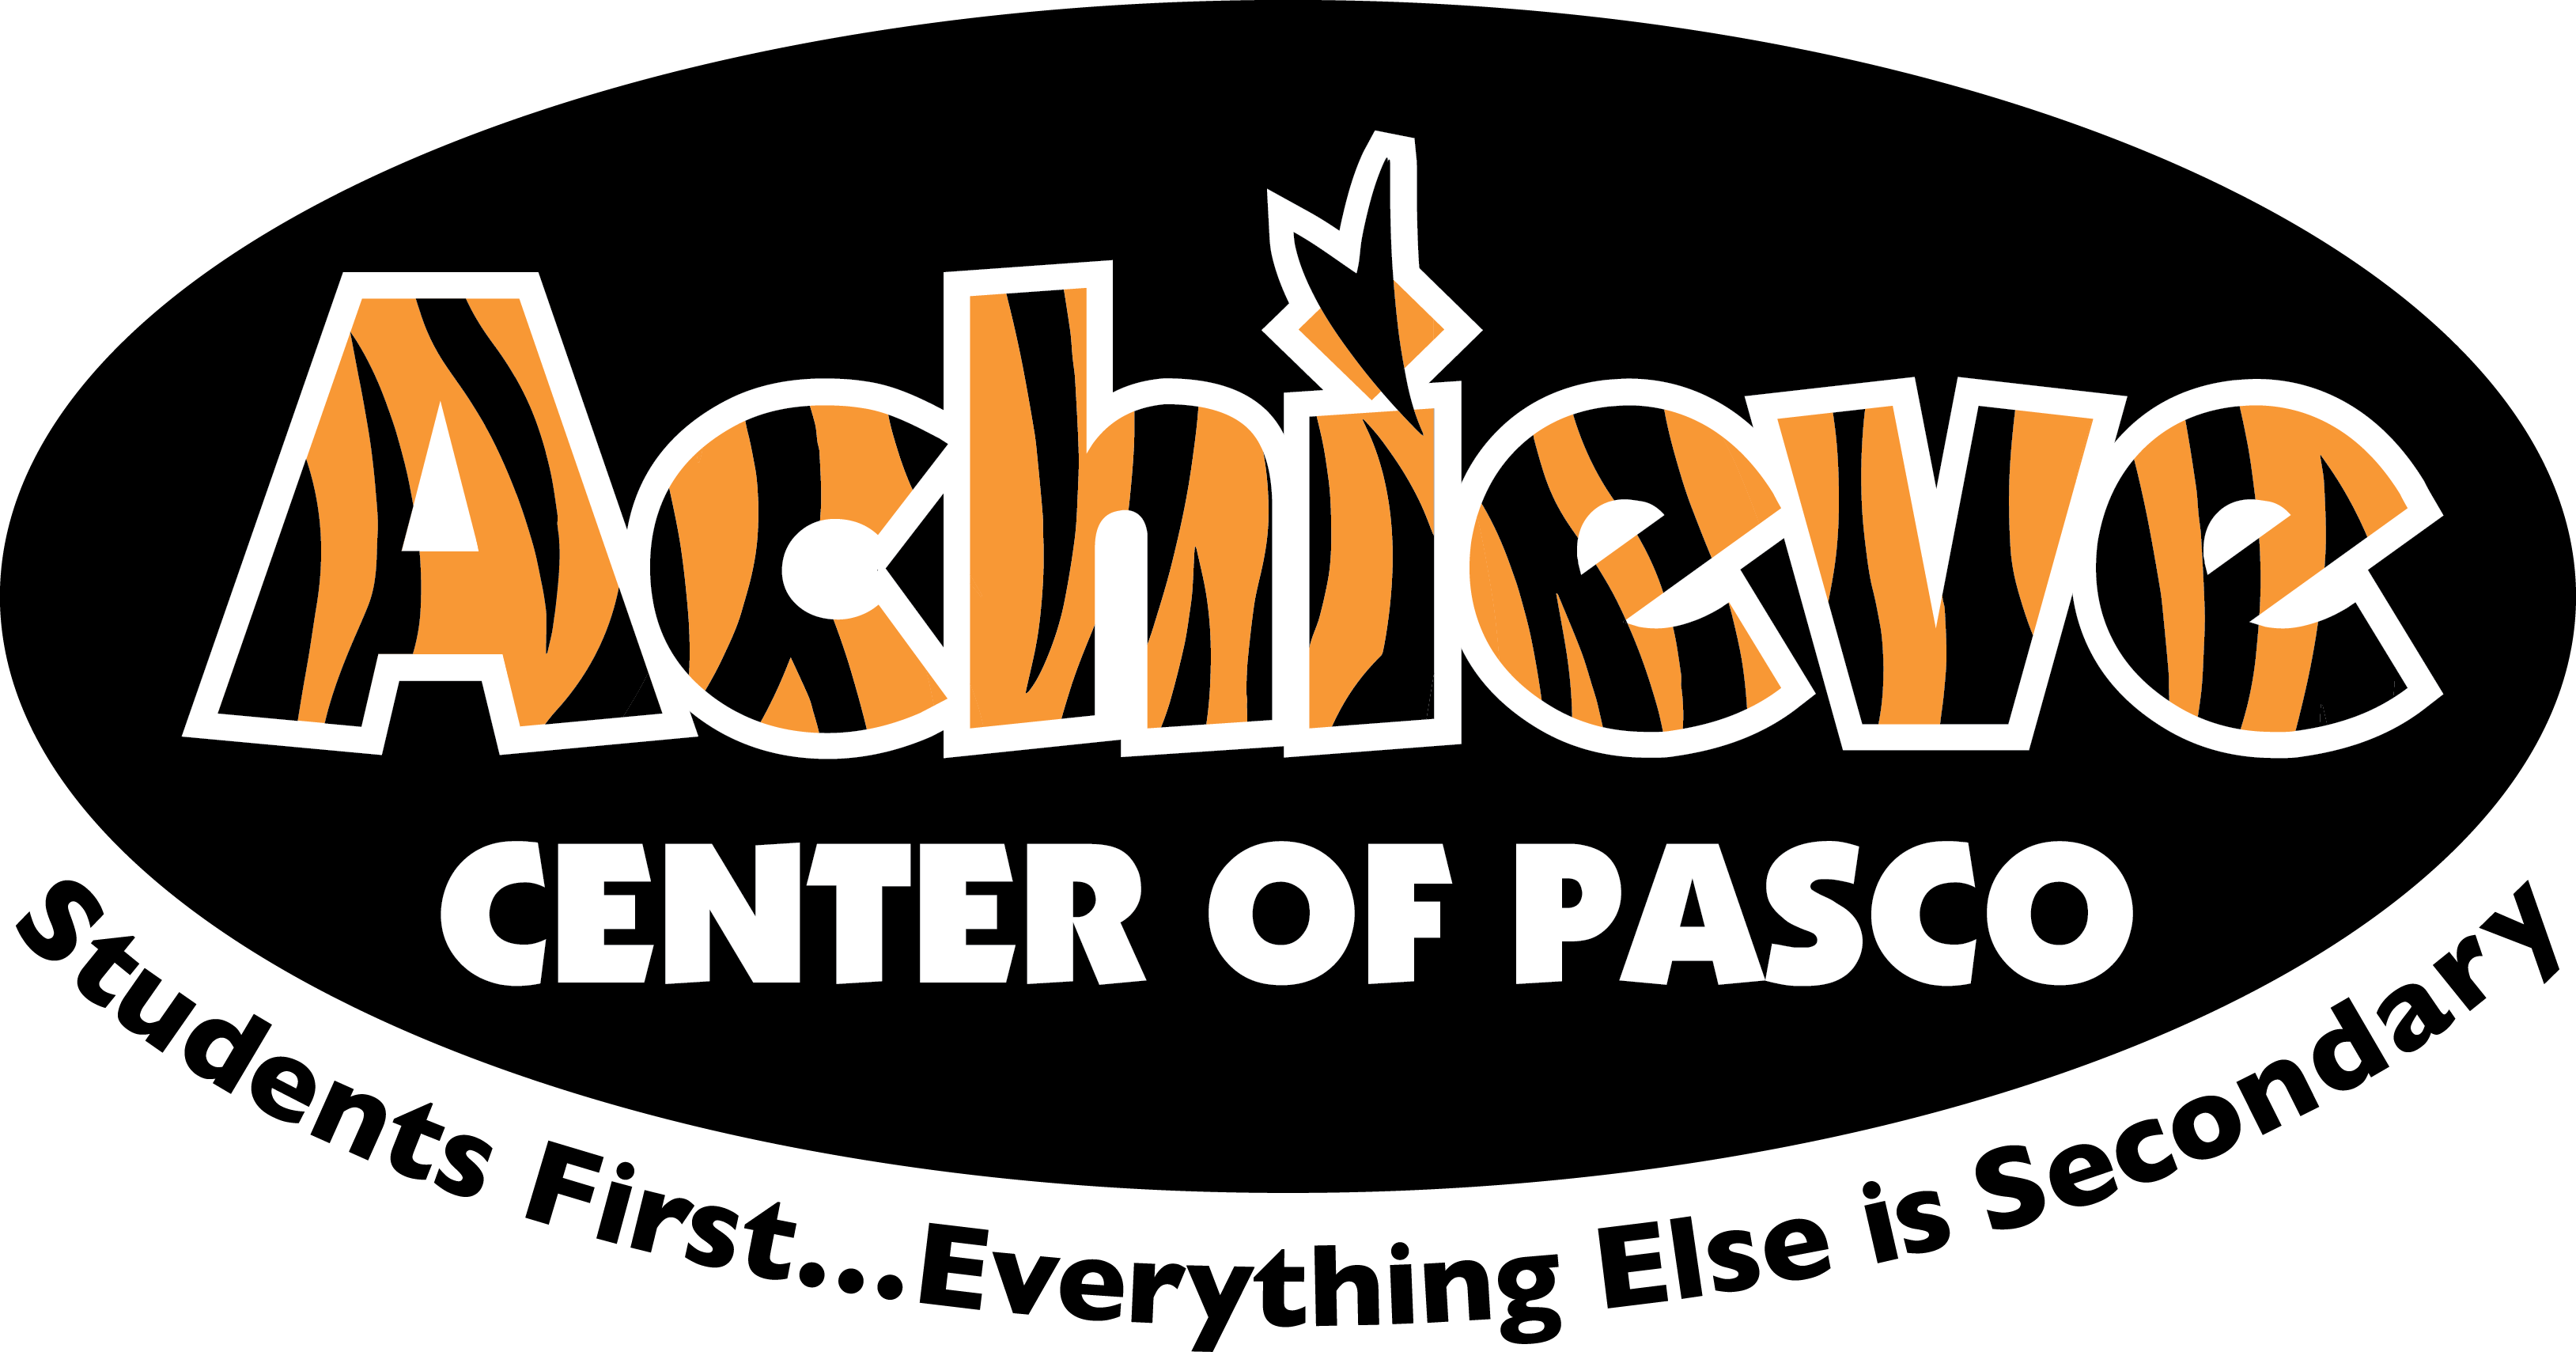 Achieve
CENTER OF PASCO
Students First...Everything Else is Secondary